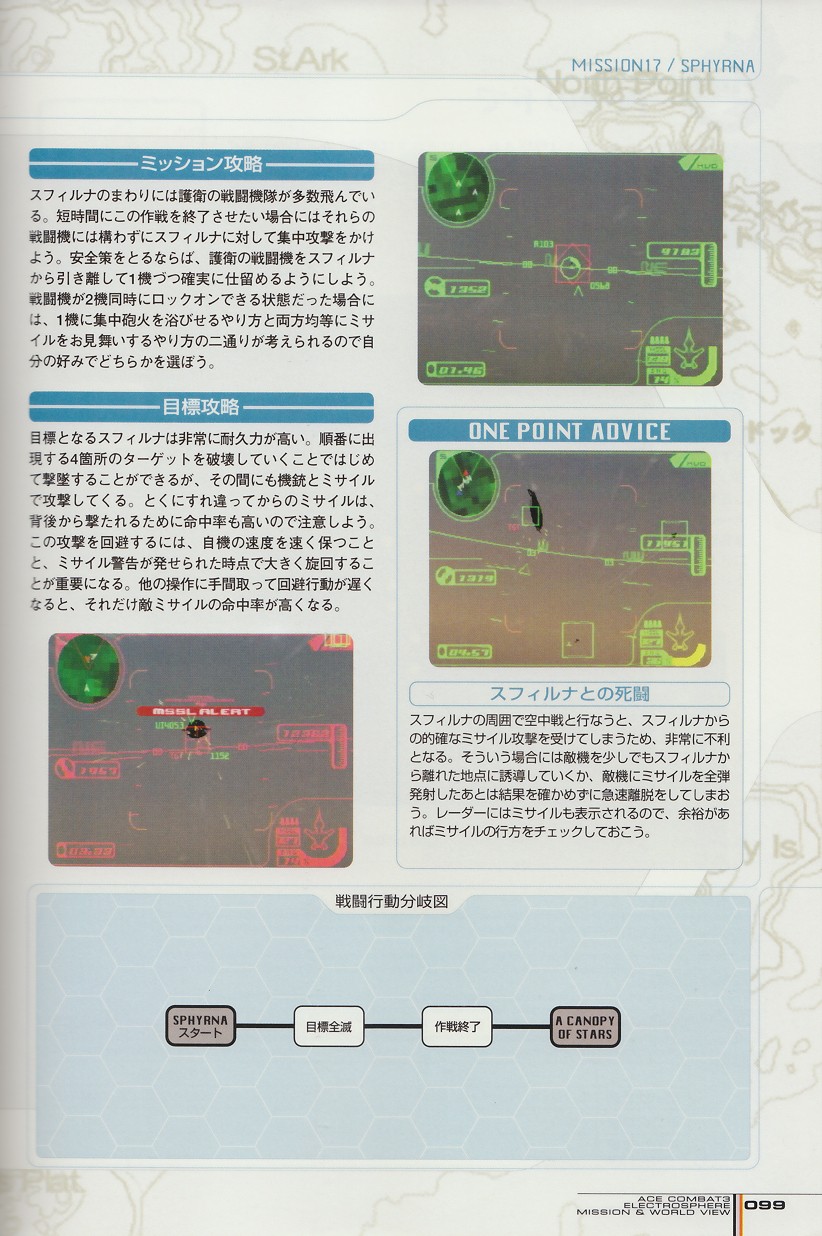 St.Ark
MISSION17 / SPHYRNA
North Point
ミッション攻略
スフィルナのまわりには護衛の戦闘機隊が多数飛んでい
る。短時間にこの作戦を終了させたい場合にはそれらの
戦闘機には構わずにスフィルナに対して集中攻撃をかけ
よう。安全策をとるならば、護衛の戦闘機をスフィルナ
から引き離して1機づつ確実に仕留めるようにしよう。
戦闘機が2機同時にロックオンできる状態だった場合に
は、1機に集中砲火を浴びせるやり方と両方均等にミサ
イルをお見舞いするやり方の二通りが考えられるので自
分の好みでどちらかを選ぼう。
目標攻略
目標となるスフィルナは非常に耐久力が高い。順番に出
現する4箇所のターゲットを破壊していくことではじめ
て撃墜することができるが、その間にも機銃とミサイル
で攻撃してくる。とくにすれ違ってからのミサイルは、
背後から撃たれるために命中率も高いので注意しよう。
この攻撃を回避するには、自機の速度を速く保つこと
と、ミサイル警告が発せられた時点で大きく旋回するこ
とが重要になる。他の操作に手間取って回避行動が遅く
なると、それだけ敵ミサイルの命中率が高くなる。
MSSL ALERT
UI4053
1152
R103
9783
1352
0568
01.46
ONE POINT ADVICE
ドック
TGT
11951
1319
04.57
スフィルナとの死闘
スフィルナの周囲で空中戦と行なうと、スフィルナから
の的確なミサイル攻撃を受けてしまうため、非常に不利
となる。そういう場合には敵機を少しでもスフィルナか
ら離れた地点に誘導していくか、敵機にミサイルを全弾
発射したあとは結果を確かめずに急速離脱をしてしまお
う。レーダーにはミサイルも表示されるので、余裕があ
ればミサイルの行方をチェックしておこう。
y Is.
戦闘行動分岐図
SPHYRNA
スタート
目標全滅
作戦終了
A CANOPY
OF STARS
Plat
ACE COMBAT3
ELECTROSPHERE
MISSION & WORLD VIEW
099